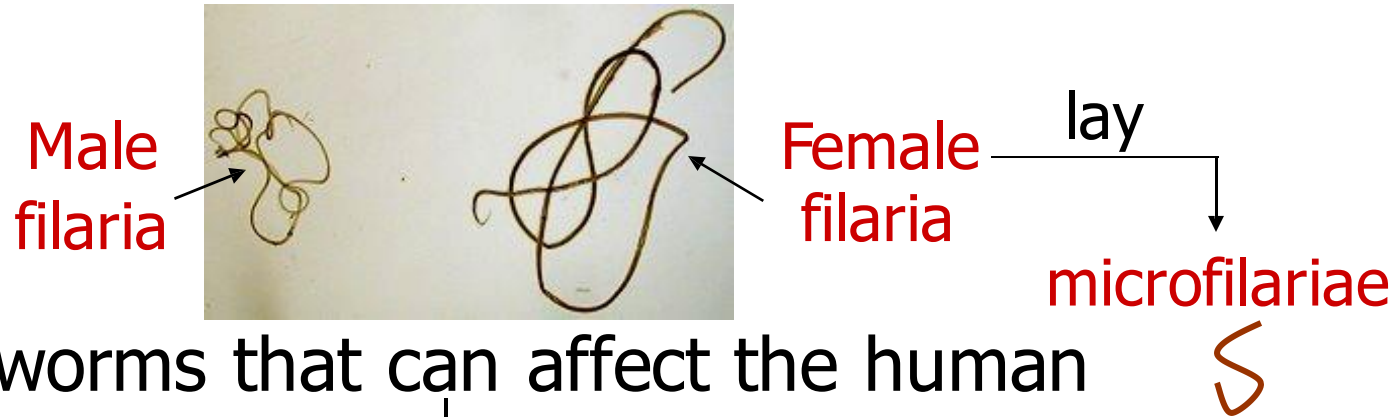 Male
filaria
Female
filaria
lay
microfilariae
worms that can affect the human